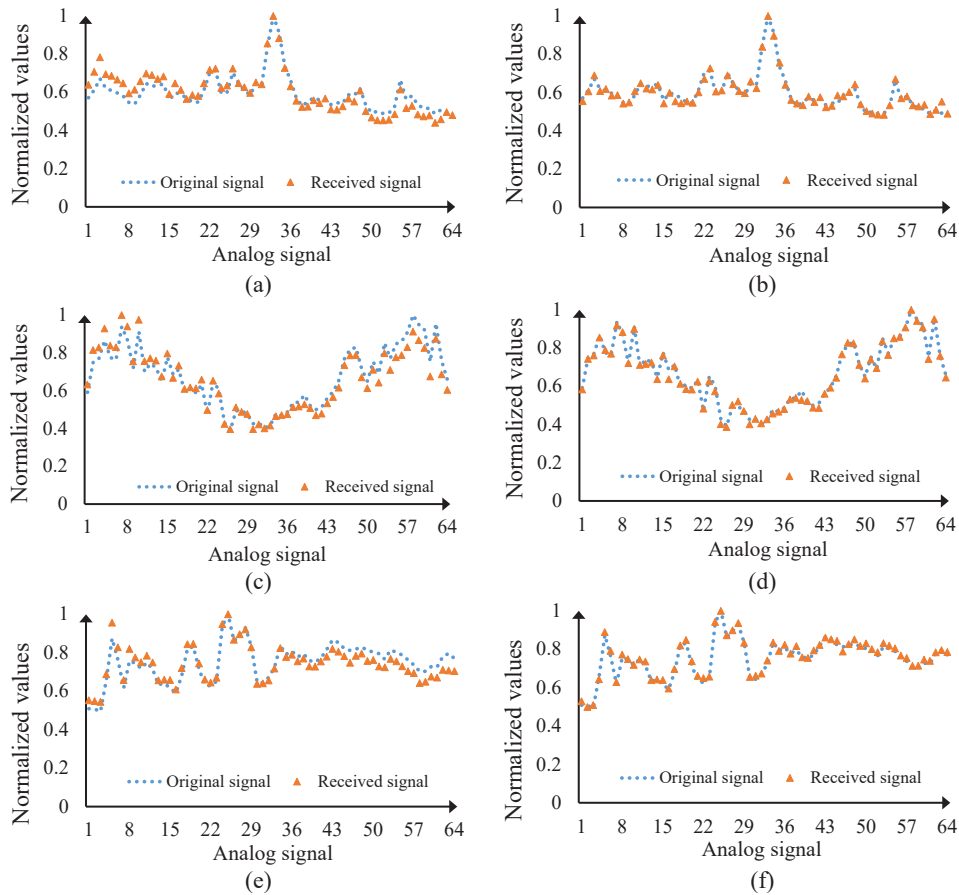 Normalized values
1
0.8
0.6
0.4
0.2
0
Original signal Received signal
1 8 15 22 29 36 43 50 57 64
Analog signal
(a)
Normalized values
1
0.8
0.6
0.4
0.2
0
Original signal Received signal
1 8 15 22 29 36 43 50 57 64
Analog signal
(b)
Normalized values
1
0.8
0.6
0.4
0.2
0
Original signal Received signal
1 8 15 22 29 36 43 50 57 64
Analog signal
(c)
Normalized values
1
0.8
0.6
0.4
0.2
0
Original signal Received signal
1 8 15 22 29 36 43 50 57 64
Analog signal
(d)
Normalized values
1
0.8
0.6
0.4
0.2
0
Original signal Received signal
1 8 15 22 29 36 43 50 57 64
Analog signal
(e)
Normalized values
1
0.8
0.6
0.4
0.2
0
Original signal Received signal
1 8 15 22 29 36 43 50 57 64
Analog signal
(f)